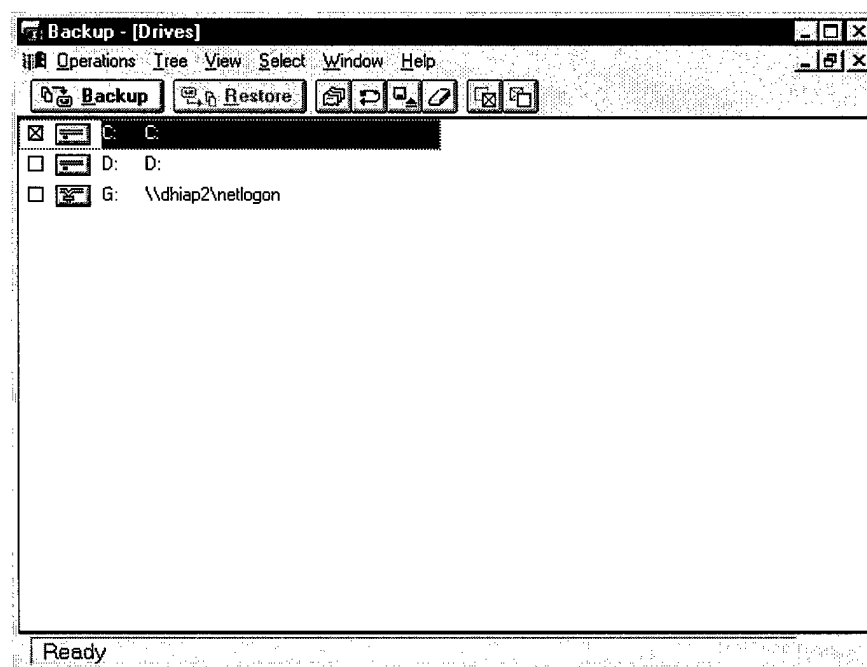 Backup - [Drives]
Operations Tree View Select Window Help
Backup Restore
C: C:
D: D:
G: \\dhiap2\netlogon
Ready